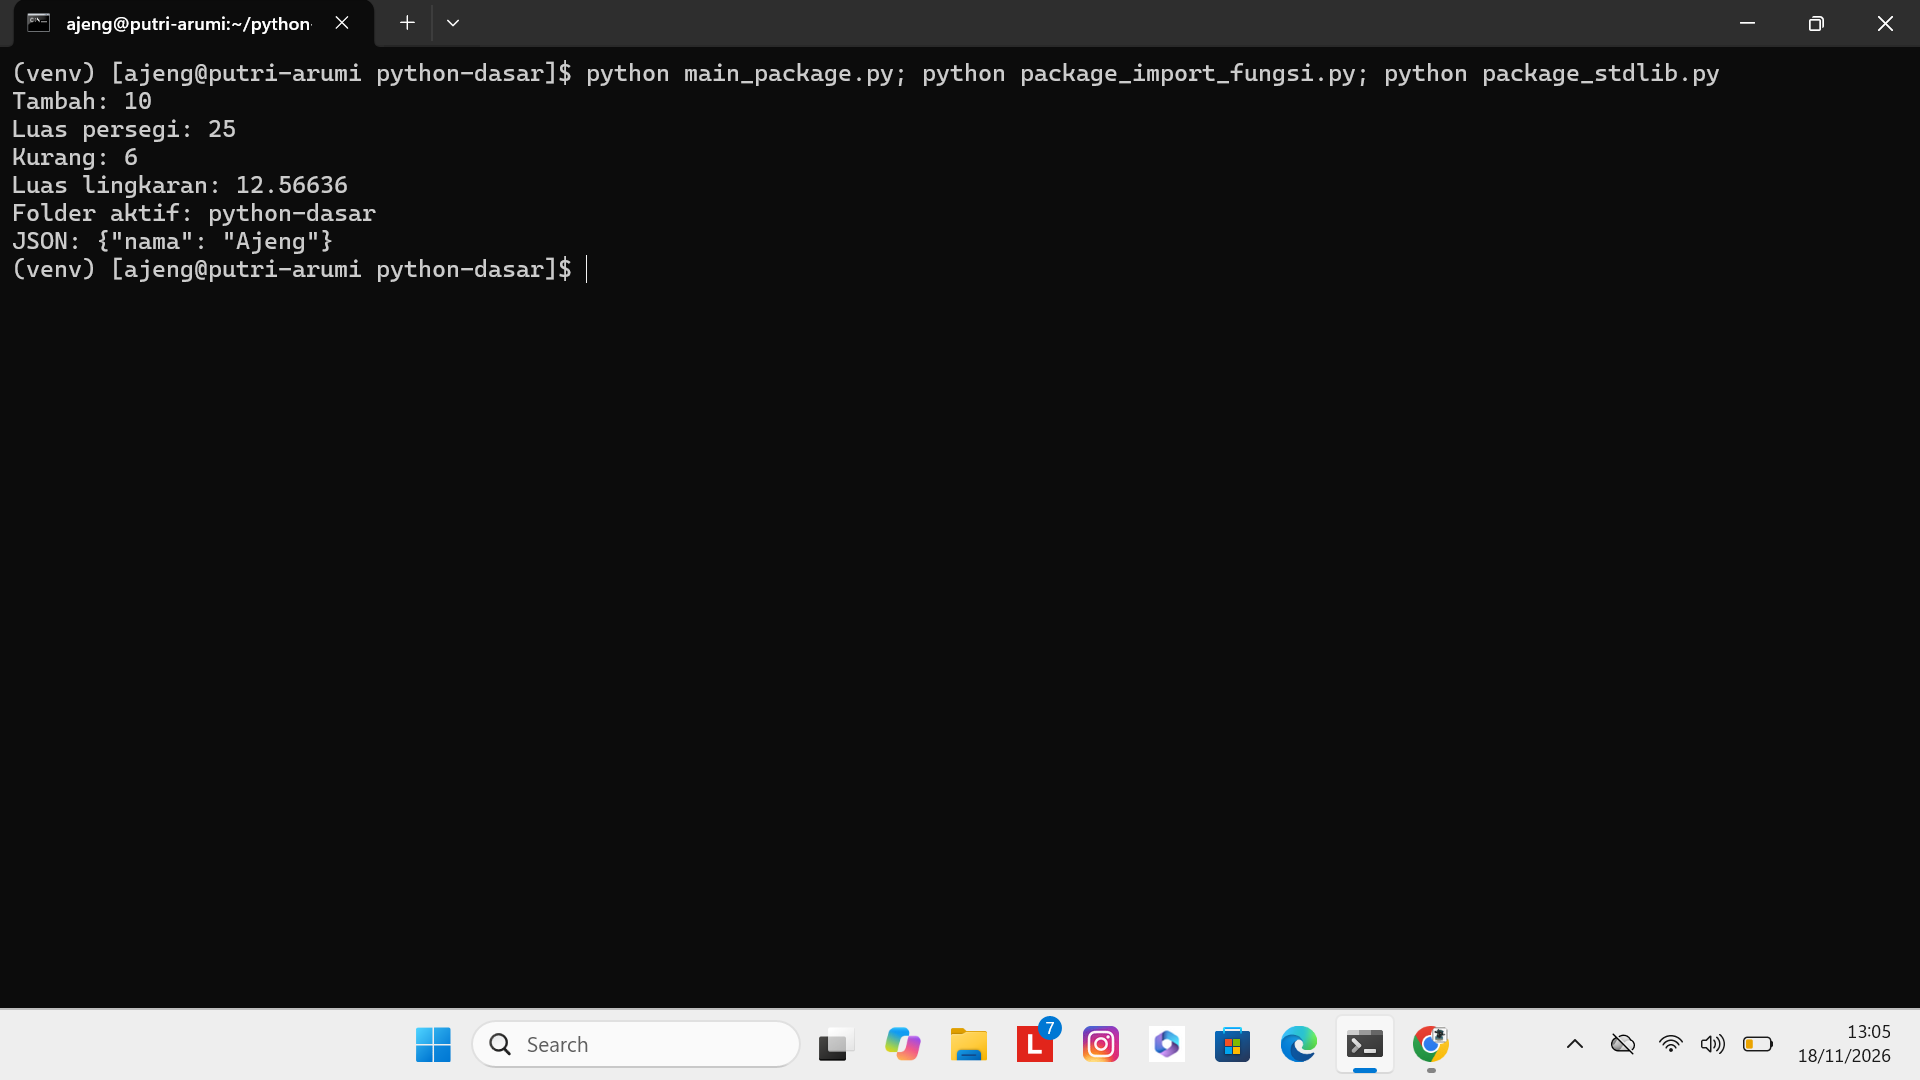 ajeng@putri-arumi:~/python-
(venv) [ajeng@putri-arumi python-dasar]$ python main_package.py; python package_import_fungsi.py; python package_stdlib.py
Tambah: 10
Luas persegi: 25
Kurang: 6
Luas lingkaran: 12.56636
Folder aktif: python-dasar
JSON: {"nama": "Ajeng"}
(venv) [ajeng@putri-arumi python-dasar]$
Search
L
7
13:05
18/11/2026